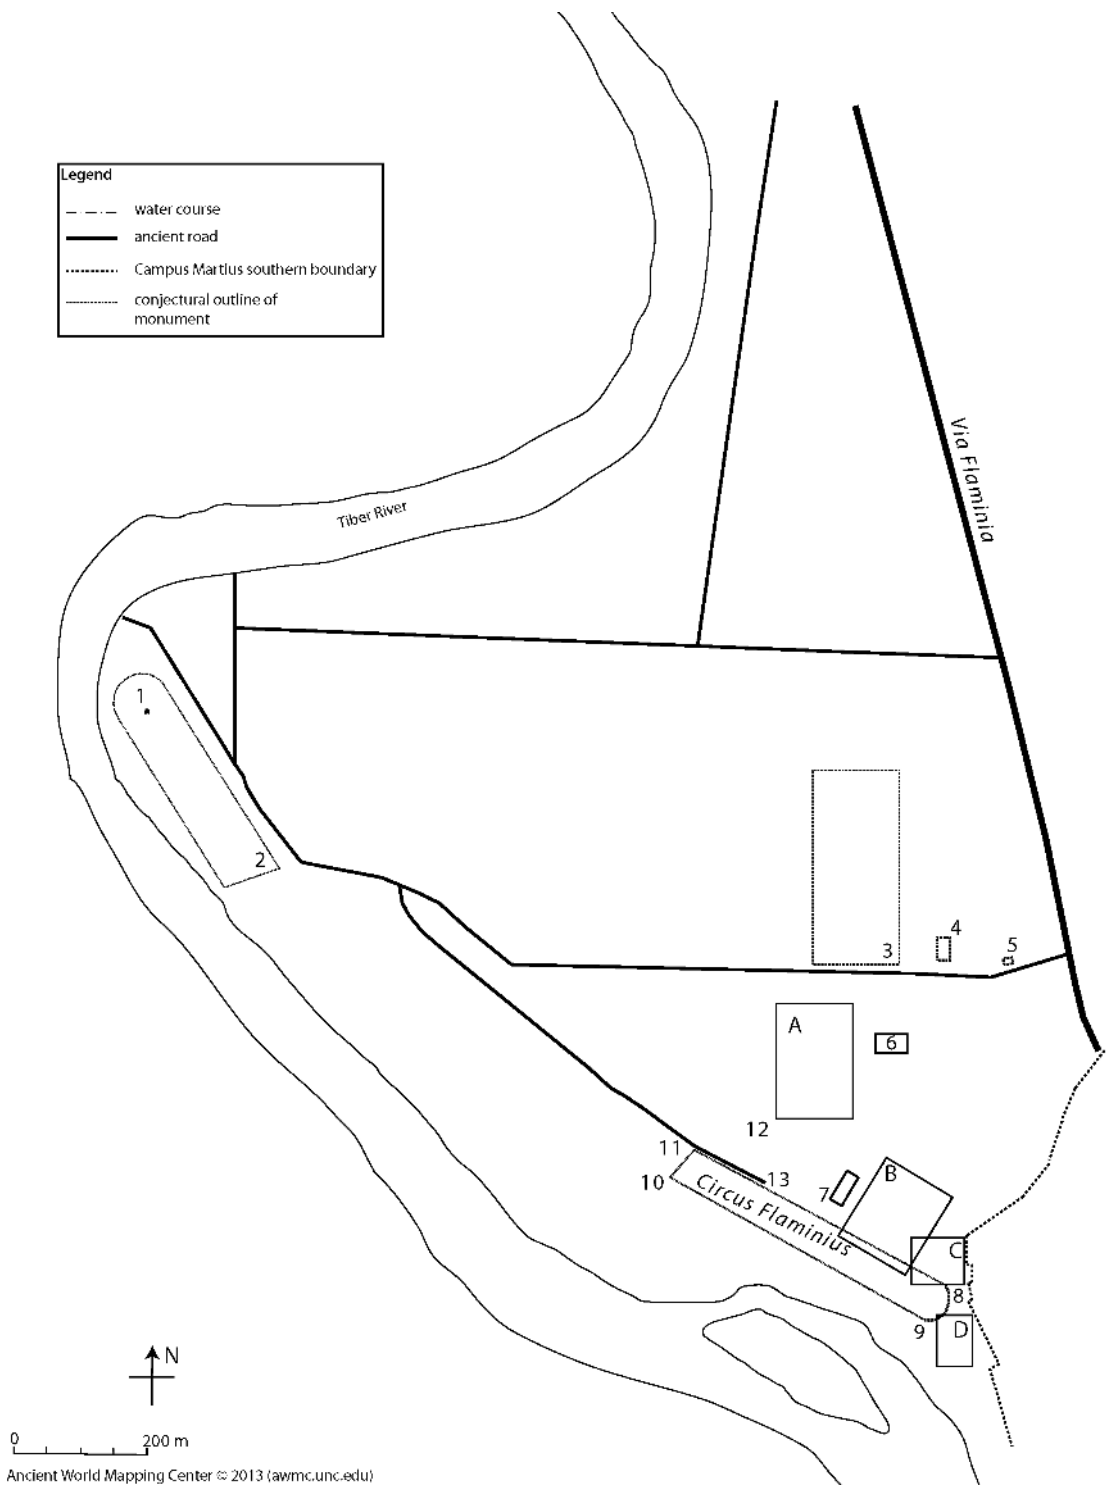 Legend
water course
ancient road
Campus Martius southern boundary
conjectural outline of
monument
Via Flaminia
Tiber River
1
2
3
4
5
A
6
12
11
10
13
7
B
Circus Flaminius
C
8
9
D
N
0
200 m
Ancient World Mapping Center © 2013 (awmc.unc.edu)